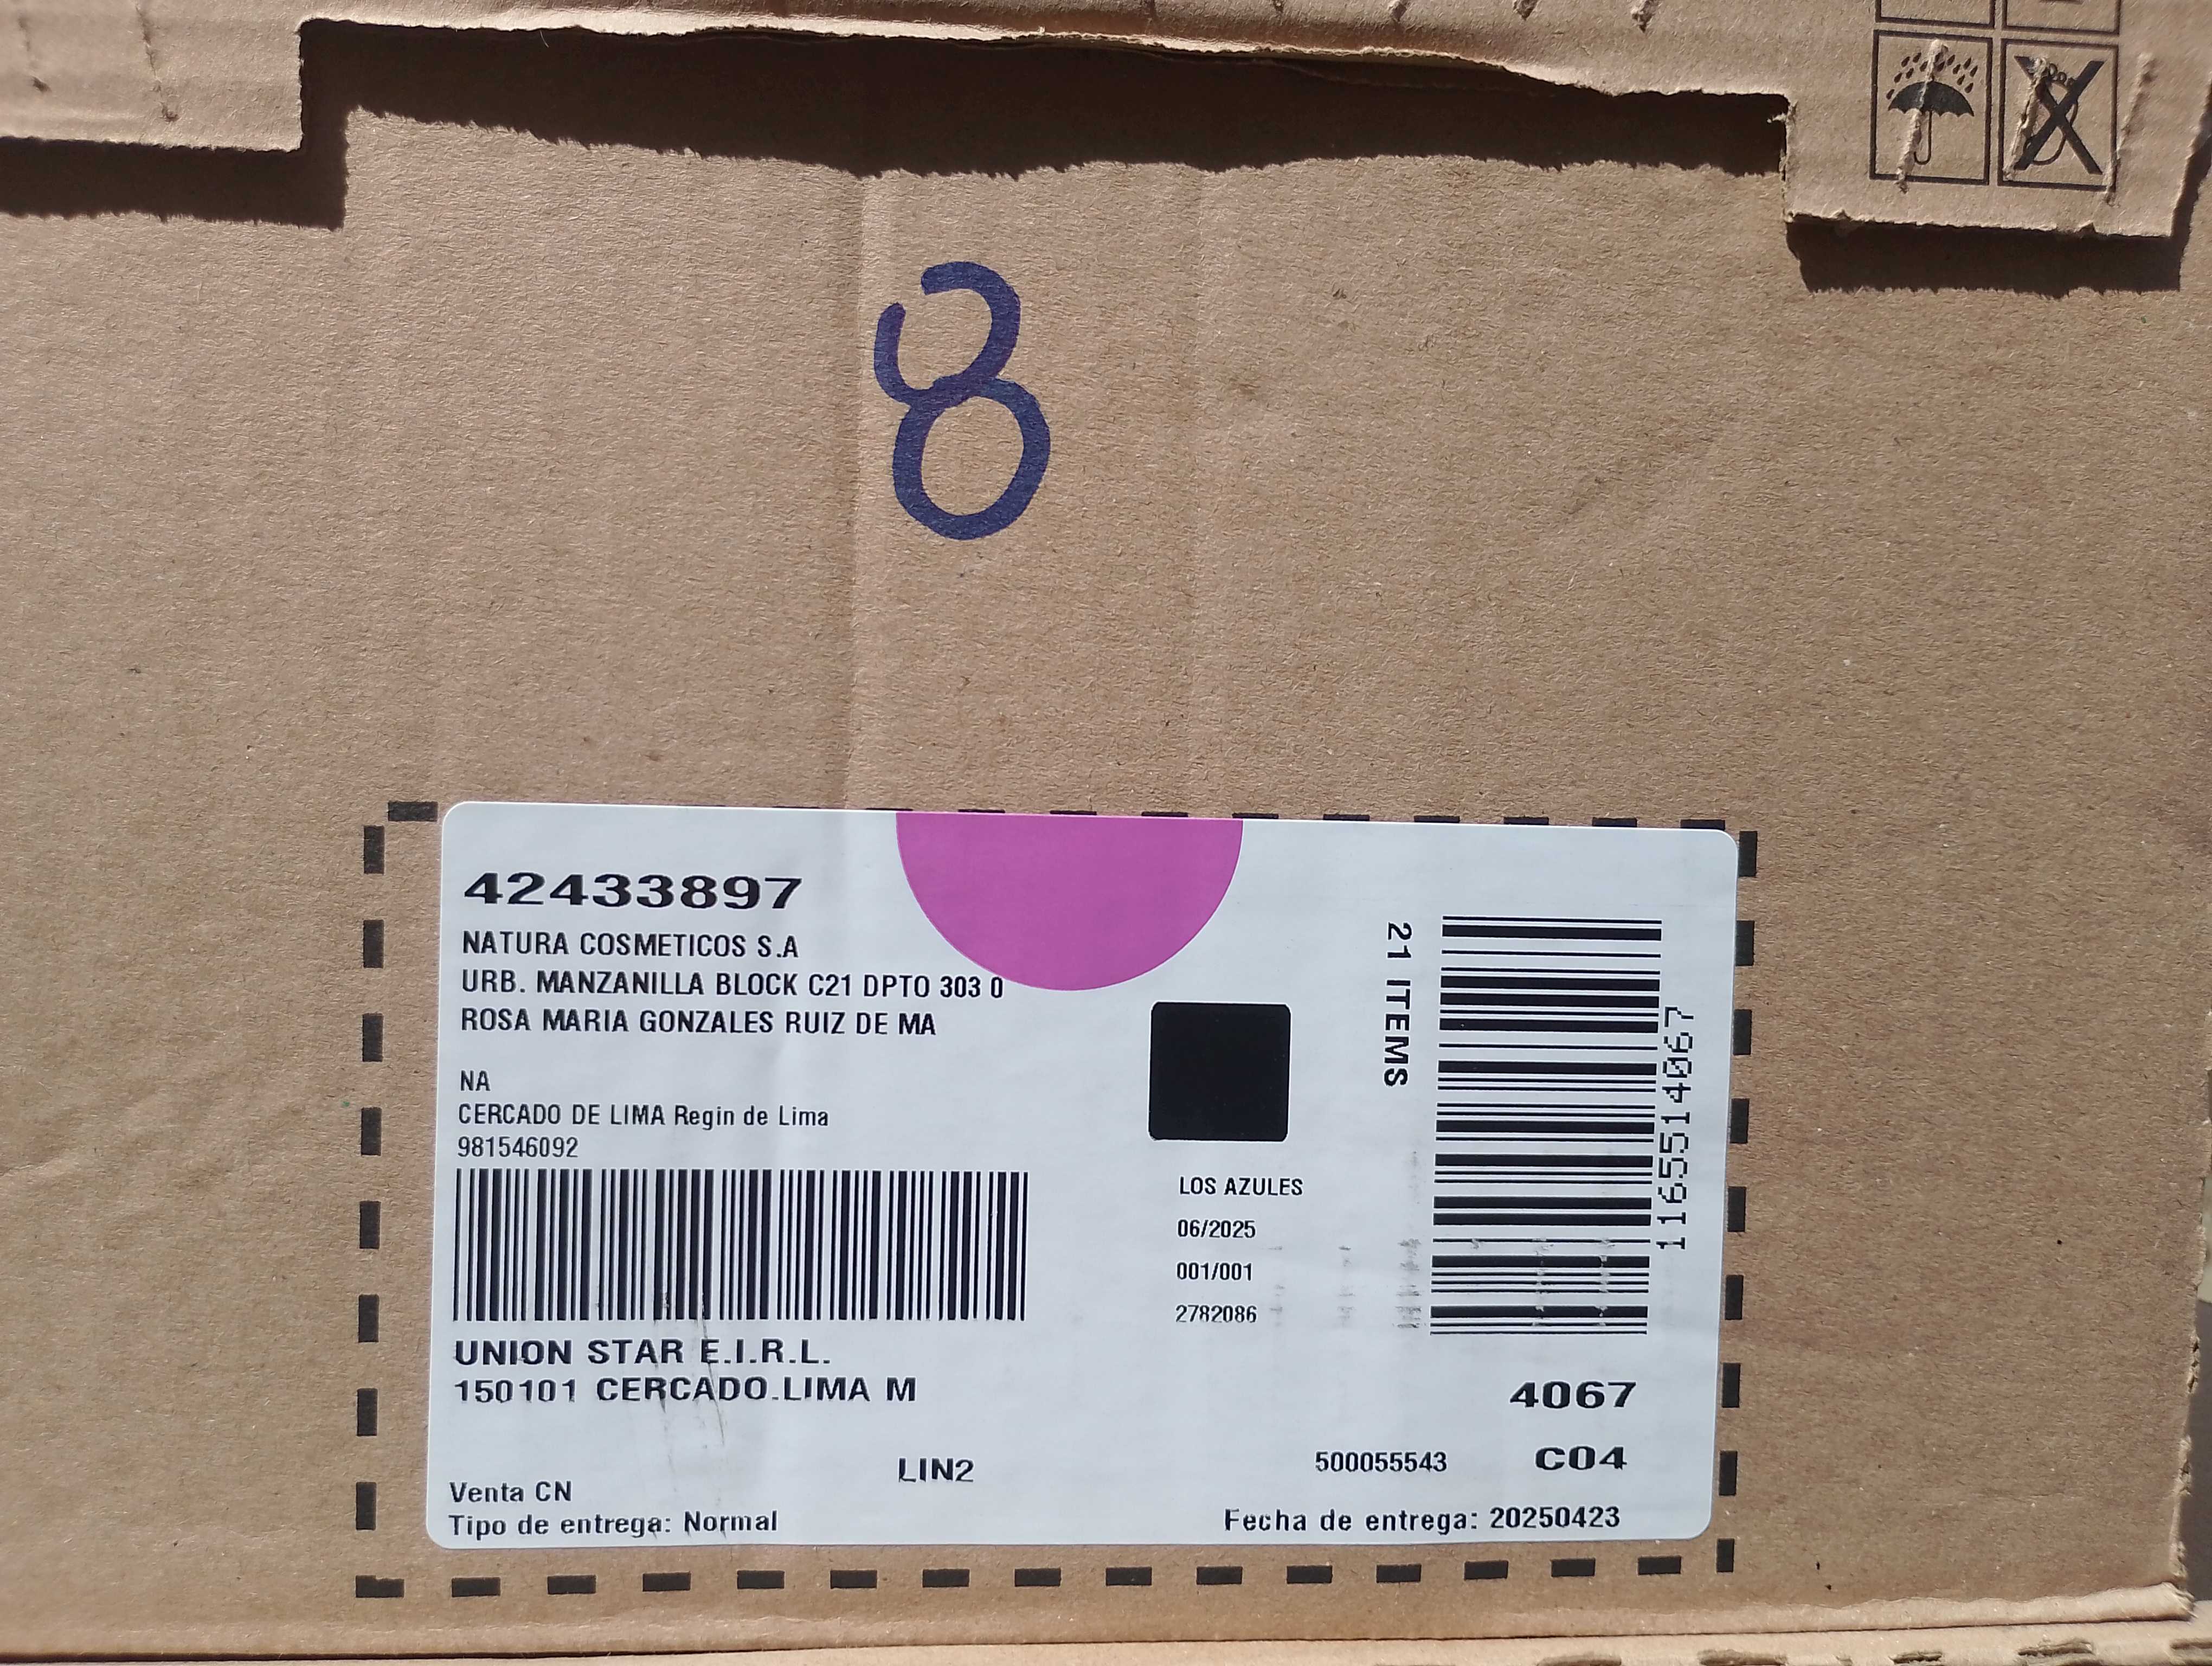 8
42433897
NATURA COSMETICOS S.A
URB. MANZANILLA BLOCK C21 DPTO 303 0
ROSA MARIA GONZALES RUIZ DE MA
NA
CERCADO DE LIMA Regin de Lima
981546092
UNION STAR E.I.R.L.
150101 CERCADO.LIMA M
LIN2
Venta CN
Tipo de entrega: Normal
LOS AZULES
06/2025
001/001
2782086
21 ITEMS
1165514067
4067
500055543 C04
Fecha de entrega: 20250423